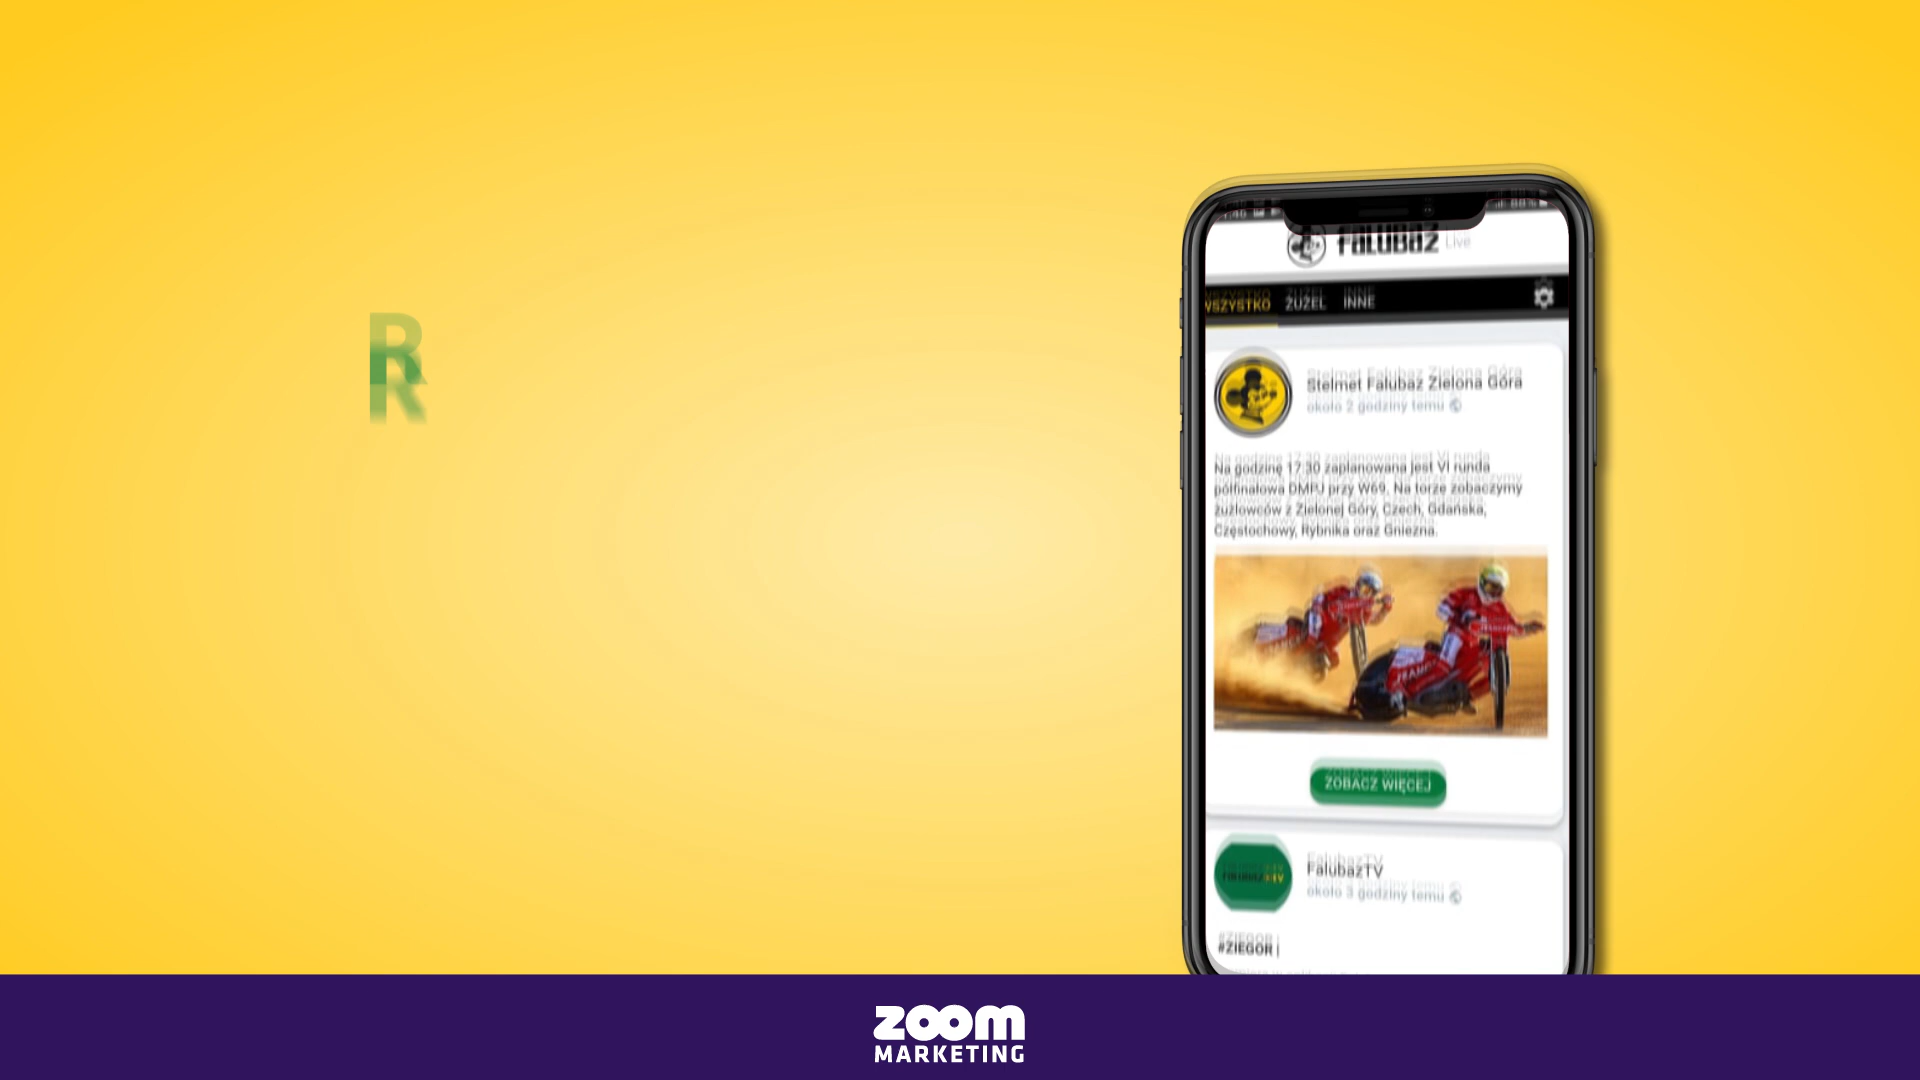 R
FALUBAZ Live
WSZYSTKO ŻUŻEL INNE
Stelmet Falubaz Zielona Góra
około 2 godziny temu
Na godzinę 17:30 zaplanowana jest VI runda
półfinałowa DMPJ przy W69. Na torze zobaczymy
żużlowców z Zielonej Góry, Czech, Gdańska,
Częstochowy, Rybnika oraz Gniezna.
ZOBACZ WIĘCEJ
FalubazTV
około 3 godziny temu
#ZIEGOR |
ZOOM
MARKETING